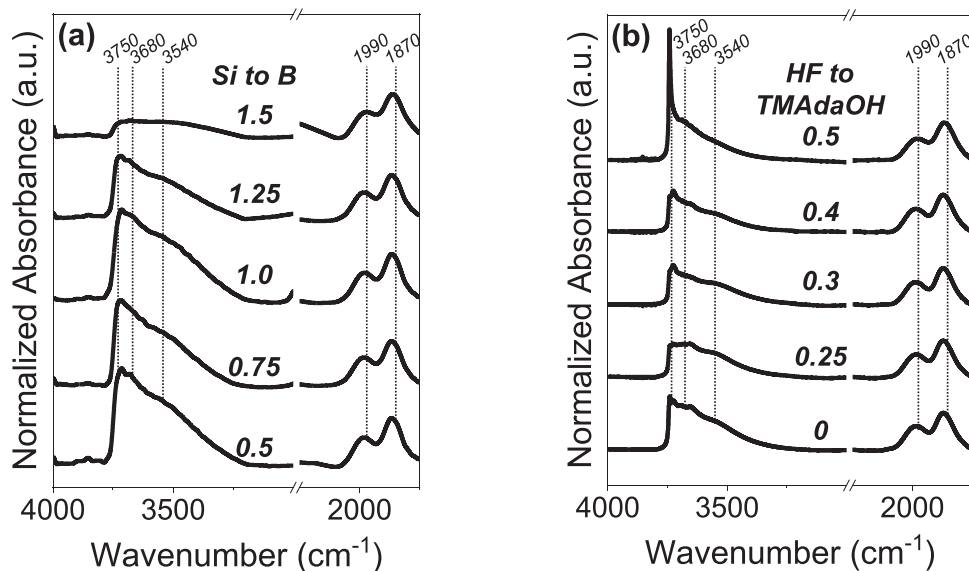 (a)
3750
3680
3540
1990
1870
Si to B
1.5
1.25
1.0
0.75
0.5
4000
3500
2000
Wavenumber (cm-1)
Normalized Absorbance (a.u.)
(b)
3750
3680
3540
1990
1870
HF to
TMAdaOH
0.5
0.4
0.3
0.25
0
4000
3500
2000
Wavenumber (cm-1)
Normalized Absorbance (a.u.)